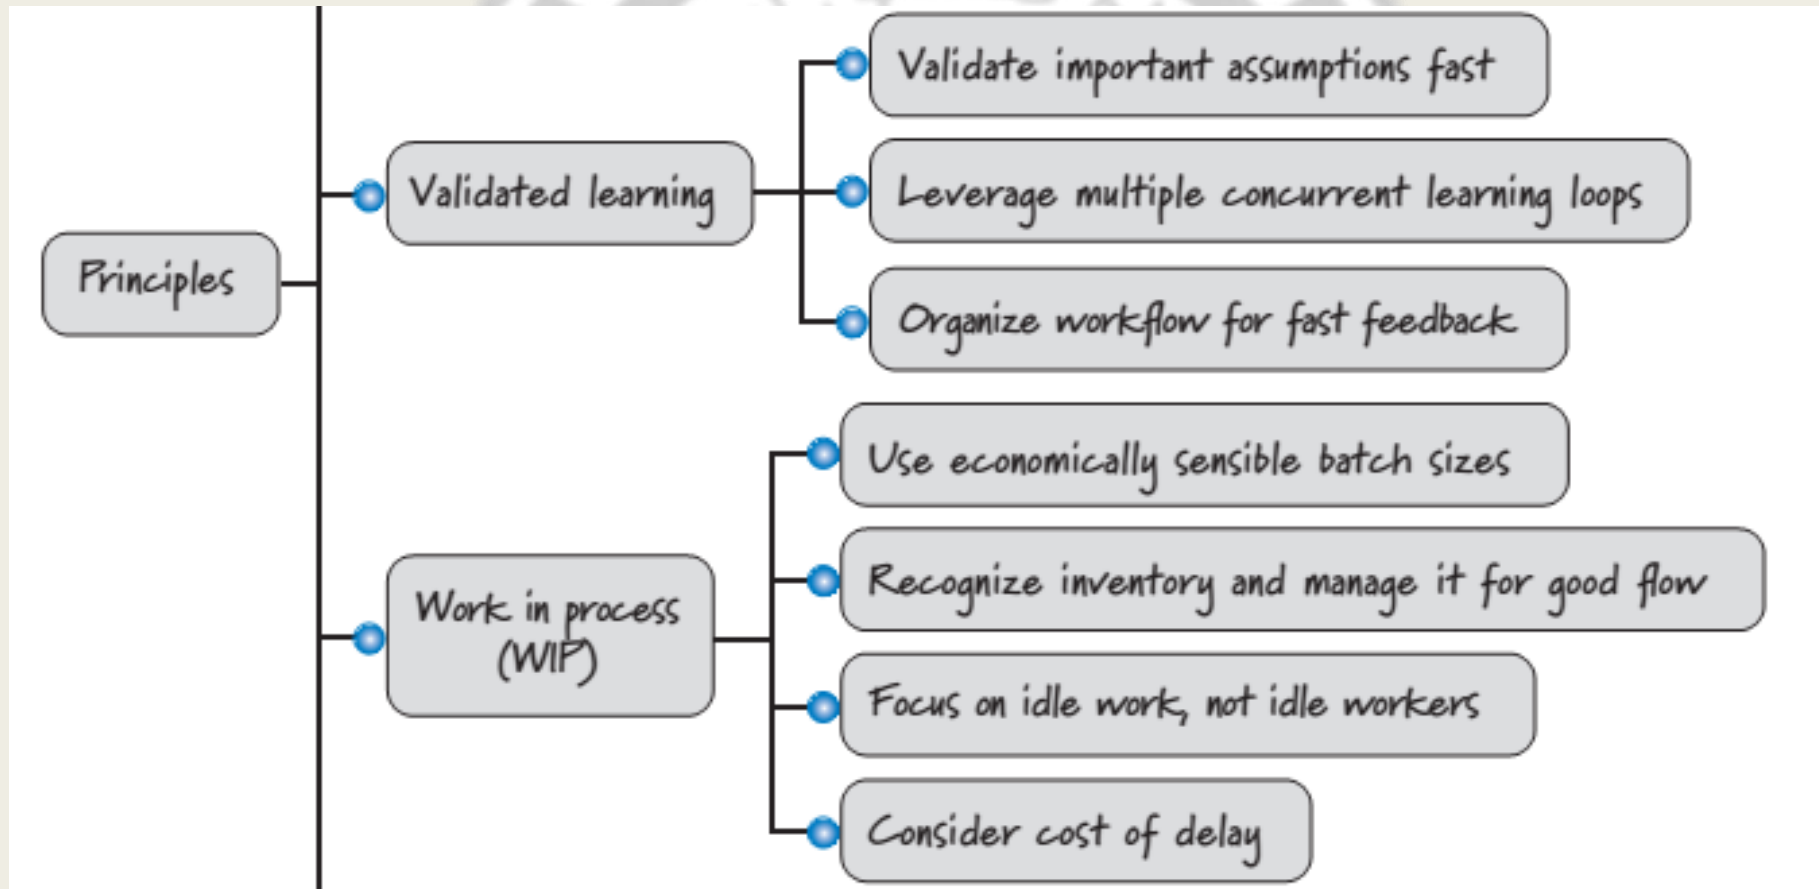 Principles
Validated learning
Validate important assumptions fast
Leverage multiple concurrent learning loops
Organize workflow for fast feedback
Work in process
(WIP)
Use economically sensible batch sizes
Recognize inventory and manage it for good flow
Focus on idle work, not idle workers
Consider cost of delay